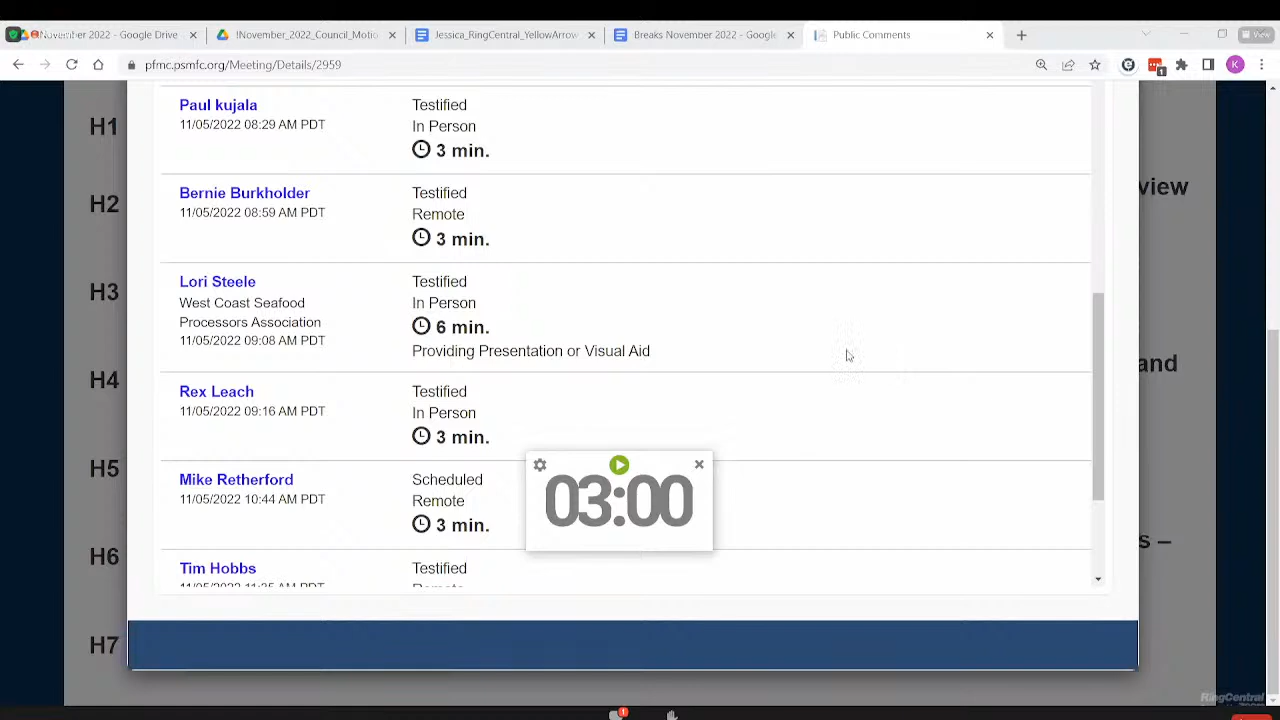 !November 2022 - Google Drive
!November_2022_Council_Motio
Jessica_RingCentral_YellowArrow
Breaks November 2022 - Google
Public Comments
View
pfmc.psmfc.org/Meeting/Details/2959
1
K
Paul kujala
Testified
11/05/2022 08:29 AM PDT
In Person
3 min.
H1
Bernie Burkholder
Testified
view
11/05/2022 08:59 AM PDT
Remote
H2
3 min.
Lori Steele
Testified
H3
West Coast Seafood
In Person
Processors Association
6 min.
11/05/2022 09:08 AM PDT
Providing Presentation or Visual Aid
and
H4
Rex Leach
Testified
11/05/2022 09:16 AM PDT
In Person
3 min.
H5
Mike Retherford
Scheduled
11/05/2022 10:44 AM PDT
Remote
3 min.
03:00
s –
H6
Tim Hobbs
Testified
H7
RingCentral
1